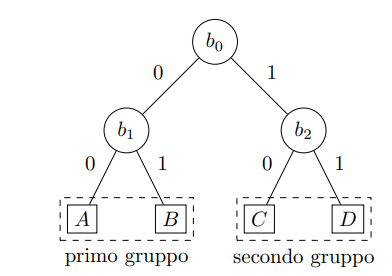 b₀
0 1
b₁ b₂
0 1 0 1
A B C D
primo gruppo secondo gruppo